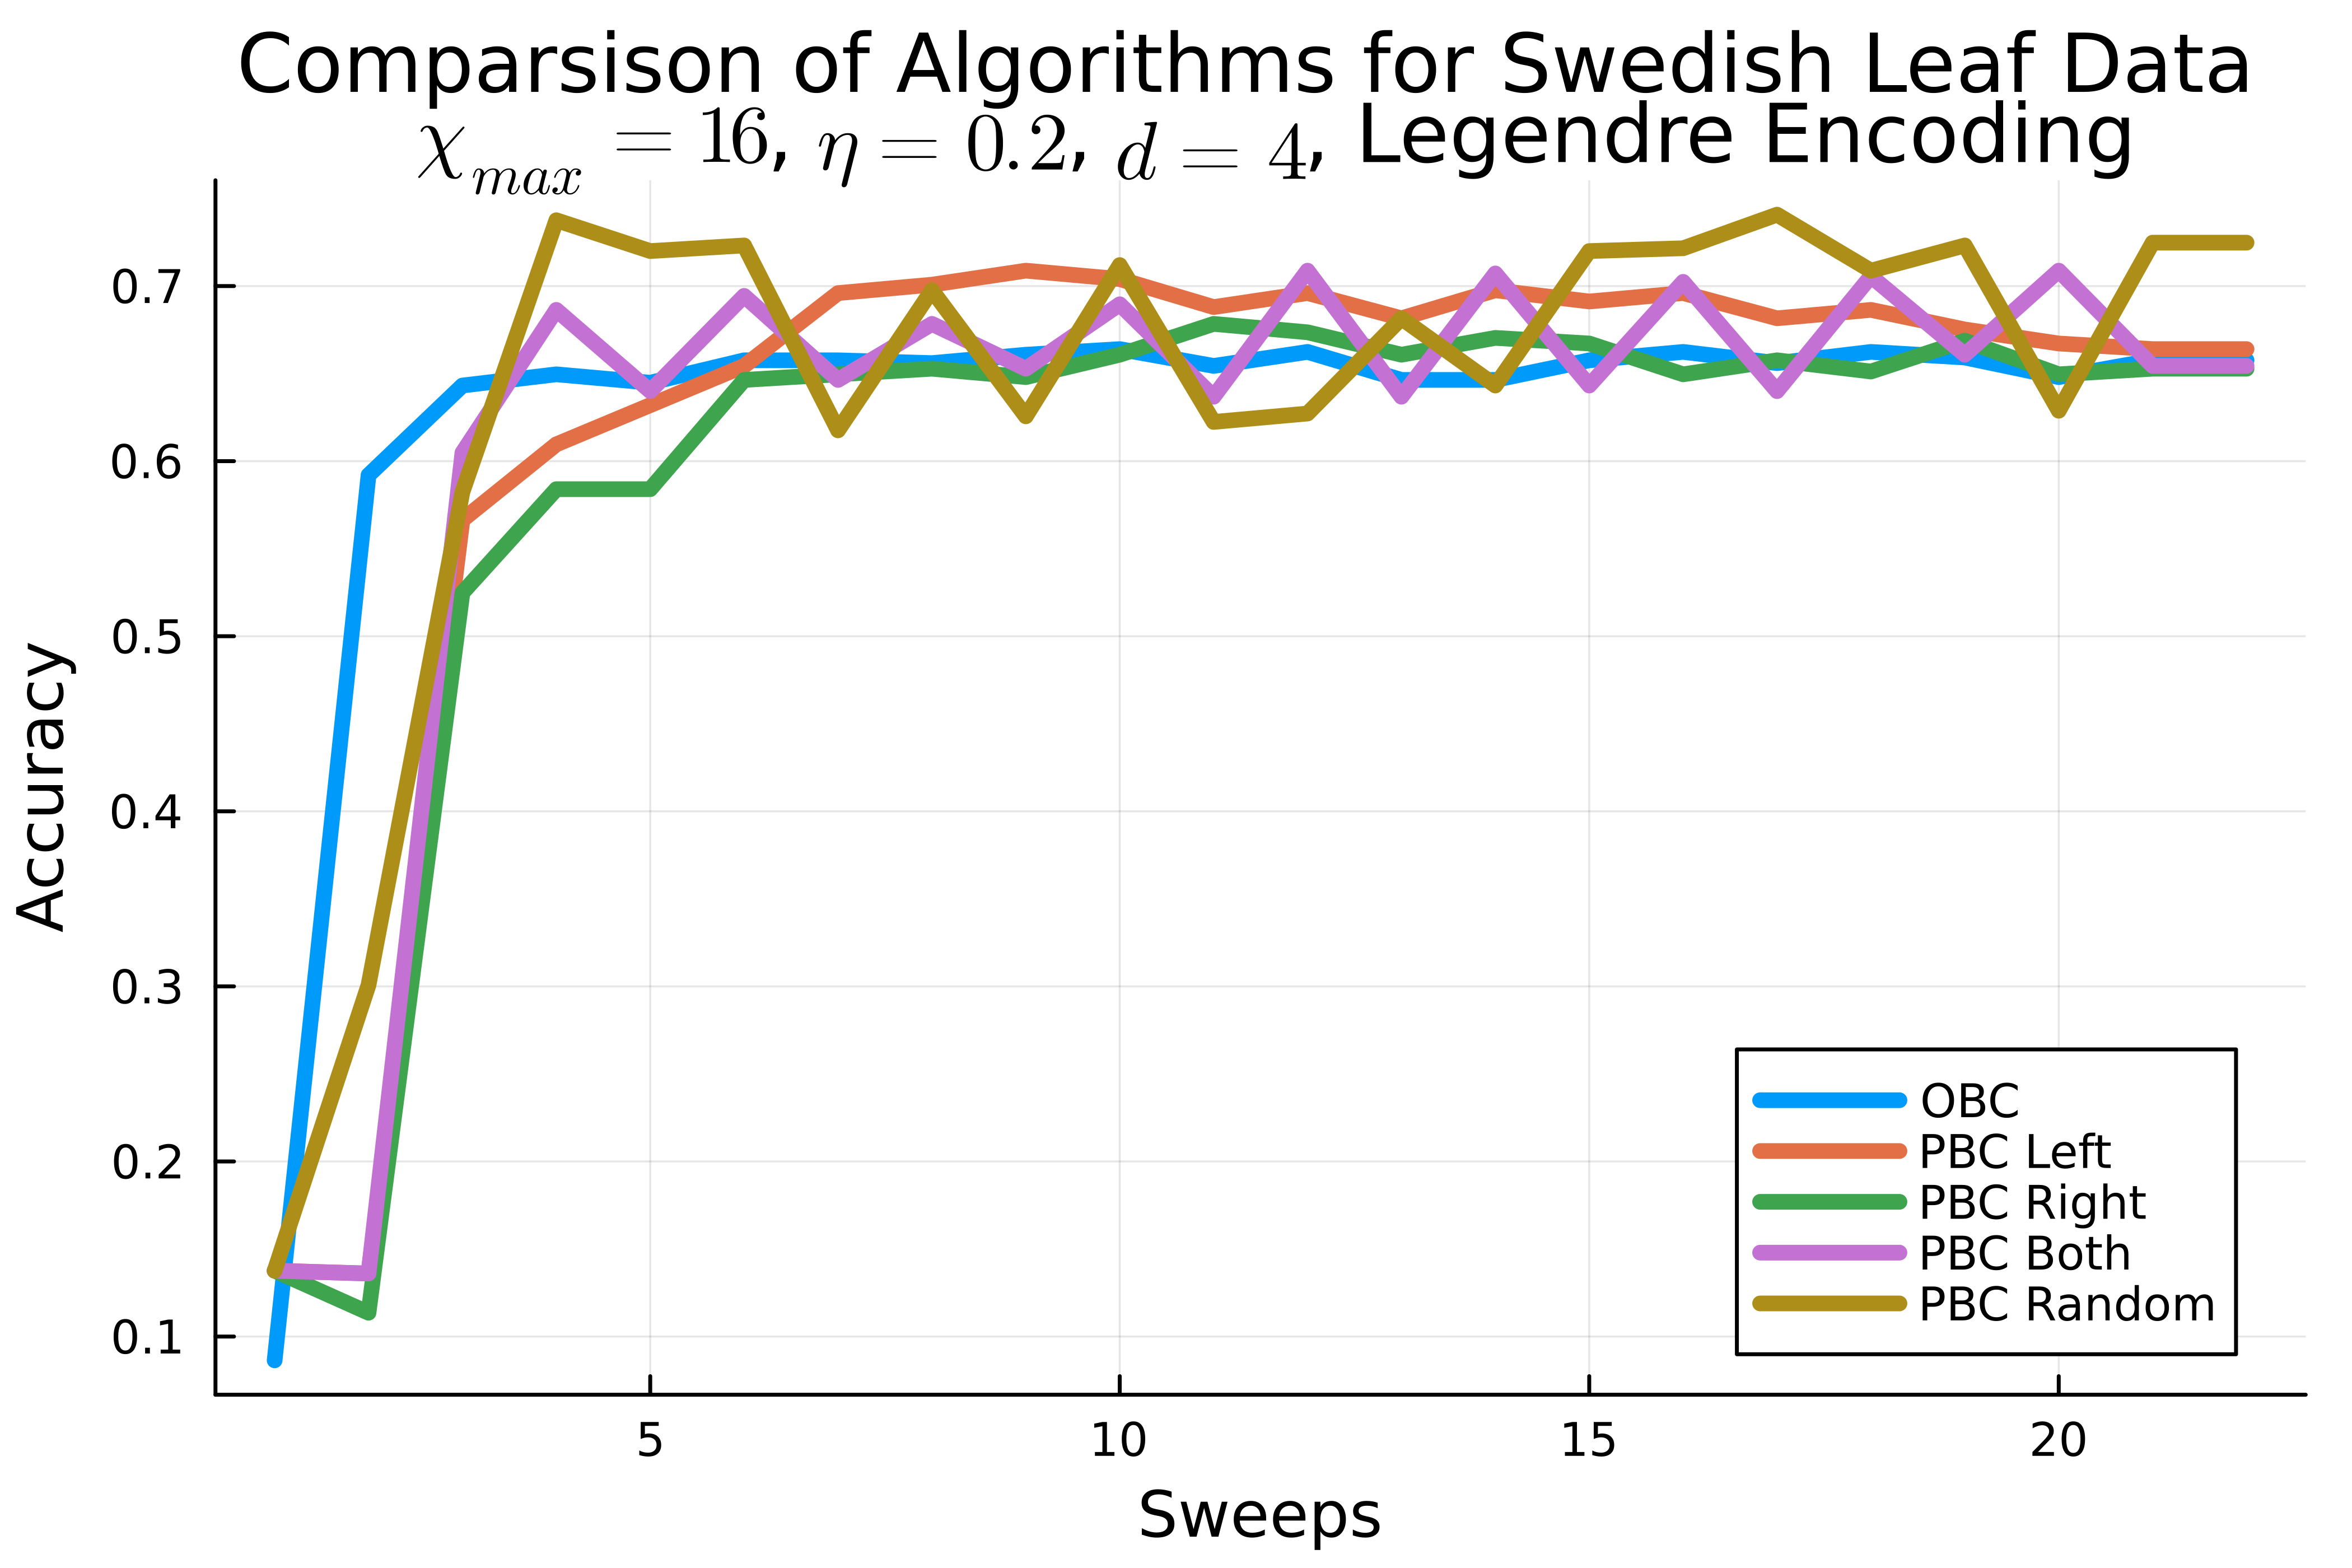 Comparsison of Algorithms for Swedish Leaf Data
χ_max = 16, η = 0.2, d = 4, Legendre Encoding
Accuracy
0.7
0.6
0.5
0.4
0.3
0.2
0.1
5 10 15 20
Sweeps
OBC
PBC Left
PBC Right
PBC Both
PBC Random